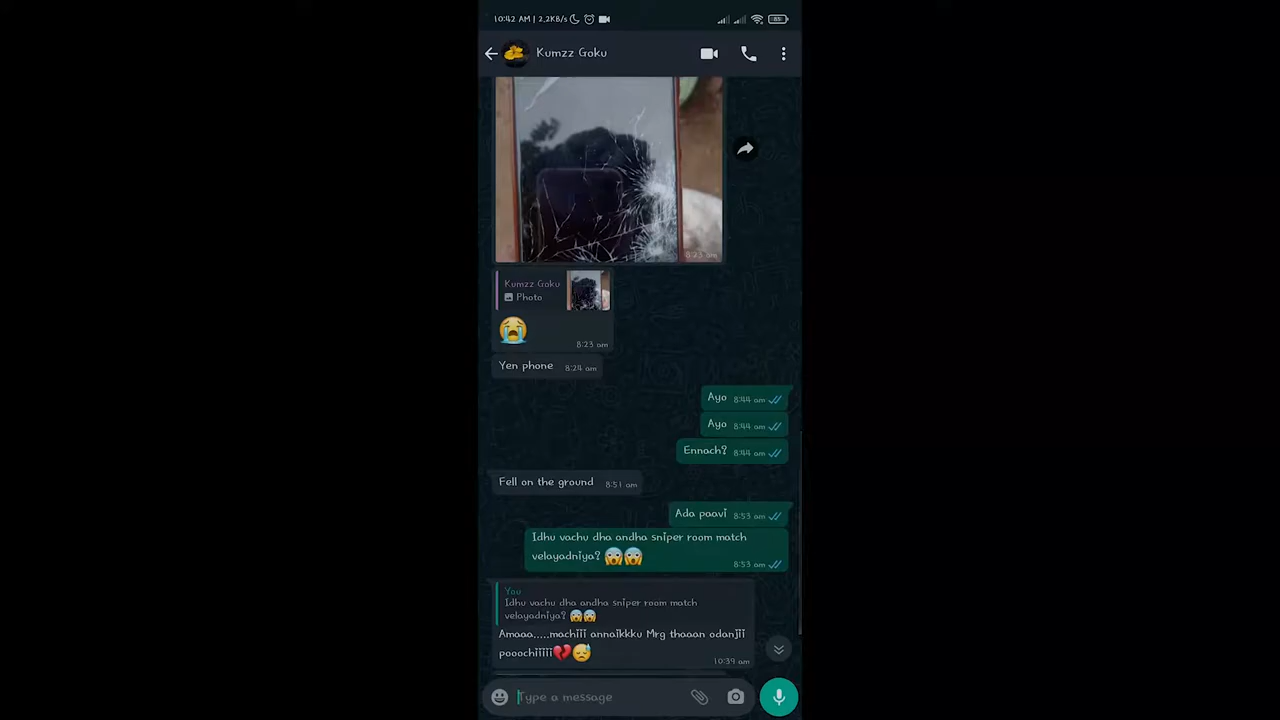 10:42 AM | 2.2KB/s
Kumzz Goku
8:23 am
Kumzz Goku
Photo
8:23 am
Yen phone 8:24 am
Ayo 8:44 am
Ayo 8:44 am
Ennach? 8:44 am
Fell on the ground 8:51 am
Ada paavi 8:53 am
Idhu vachu dha andha sniper room match
velayadniya? 😱😱
8:53 am
You
Idhu vachu dha andha sniper room match
velayadniya? 😱😱
Amaaa.....machiii annaikkku Mrg thaaan odanjii
pooochiiiii💔😓
10:39 am
Type a message